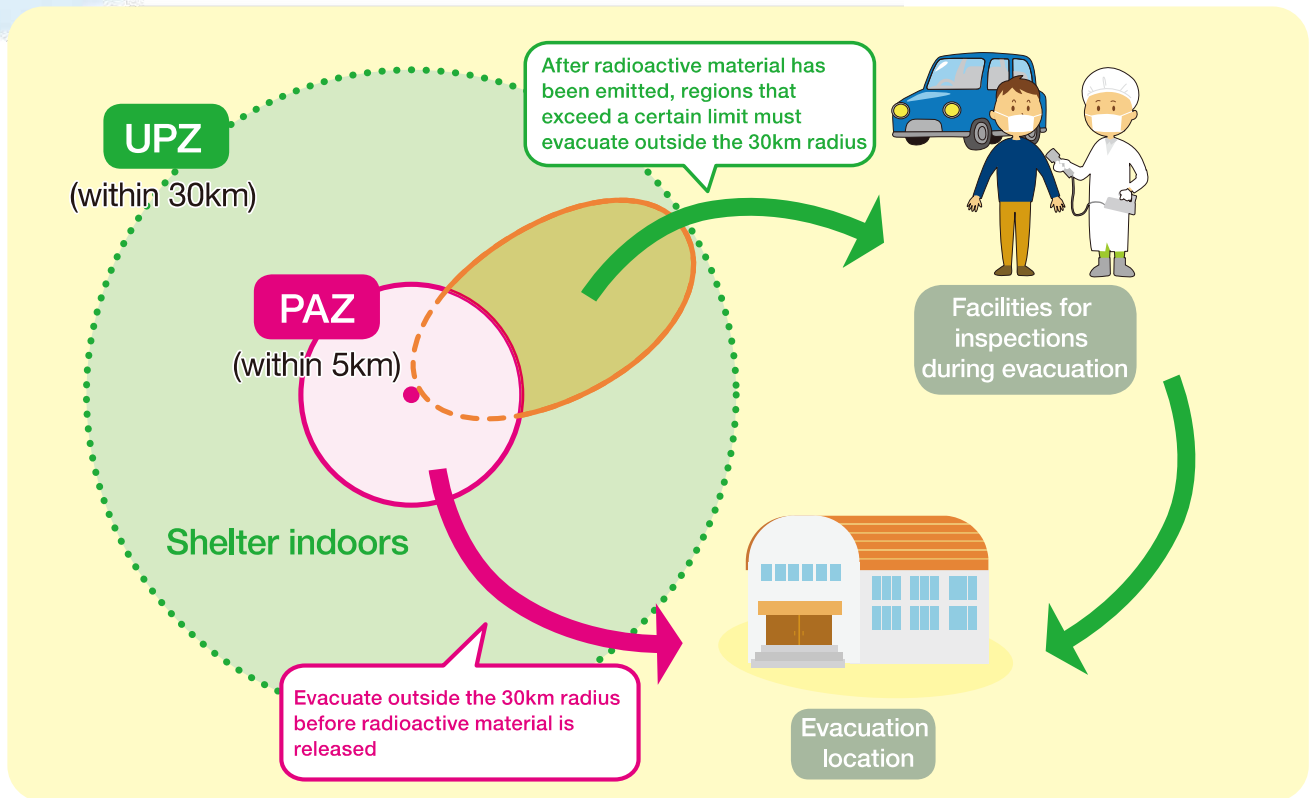 After radioactive material has
been emitted, regions that
exceed a certain limit must
evacuate outside the 30km radius
UPZ
(within 30km)
PAZ
(within 5km)
Facilities for
inspections
during evacuation
Shelter indoors
Evacuate outside the 30km radius
before radioactive material is
released
Evacuation
location